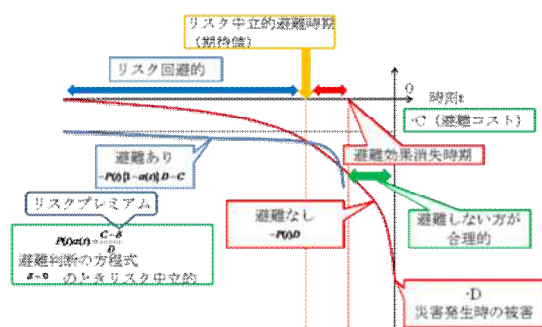 リスク中立的避難時期
(期待値)
リスク回避的
0
時刻t
-C(避難コスト)
避難あり
-P(t)[1-α(t)]D-C
避難効果消失時期
リスクプレミアム
避難なし
-P(t)D
避難しない方が
合理的
P(t)α(t)=(C-δ)/D
避難判断の方程式
δ=0 のときリスク中立的
-D
災害発生時の被害